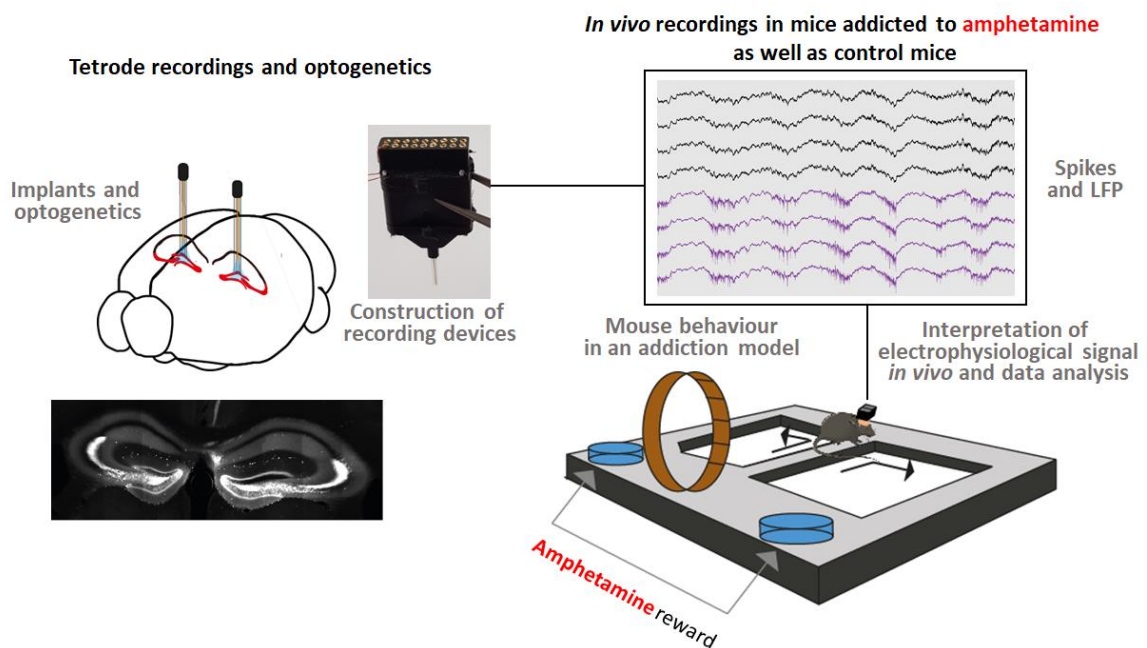 In vivo recordings in mice addicted to amphetamine
as well as control mice
Tetrode recordings and optogenetics
Implants and
optogenetics
Construction of
recording devices
Spikes
and LFP
Mouse behaviour
in an addiction model
Interpretation of
electrophysiological signal
in vivo and data analysis
Amphetamine reward